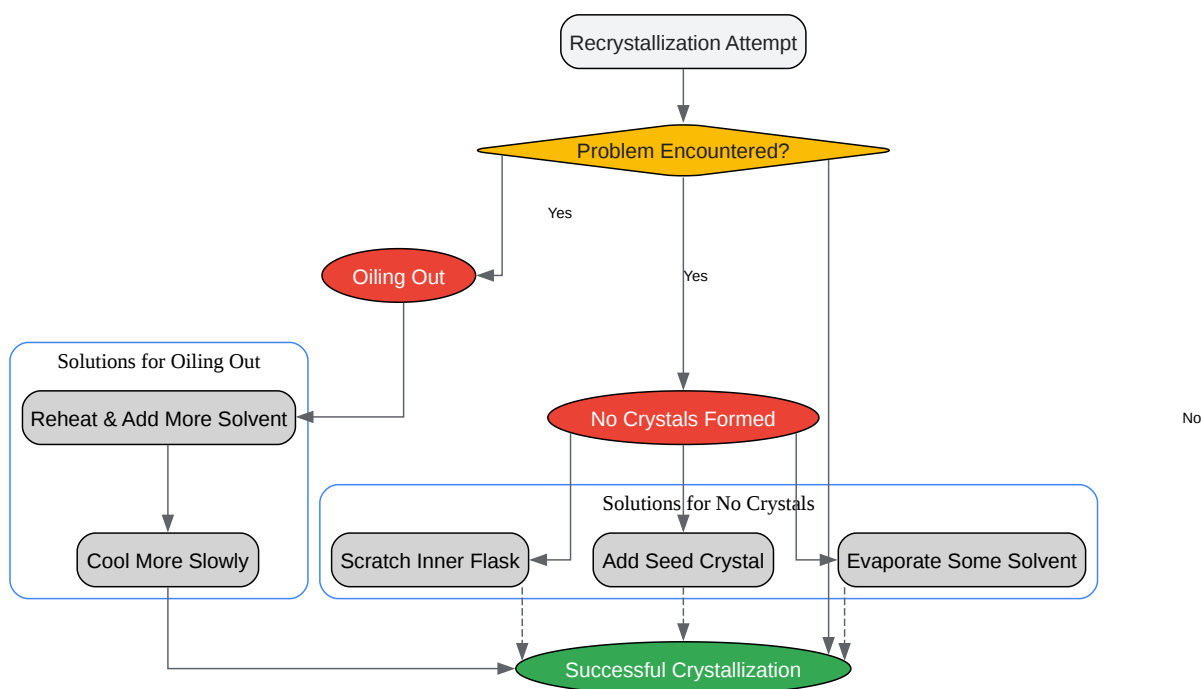 Recrystallization Attempt
Problem Encountered?
Yes
Oiling Out
Yes
Solutions for Oiling Out
Reheat & Add More Solvent
No Crystals Formed
No
Solutions for No Crystals
Cool More Slowly
Scratch Inner Flask
Add Seed Crystal
Evaporate Some Solvent
Successful Crystallization